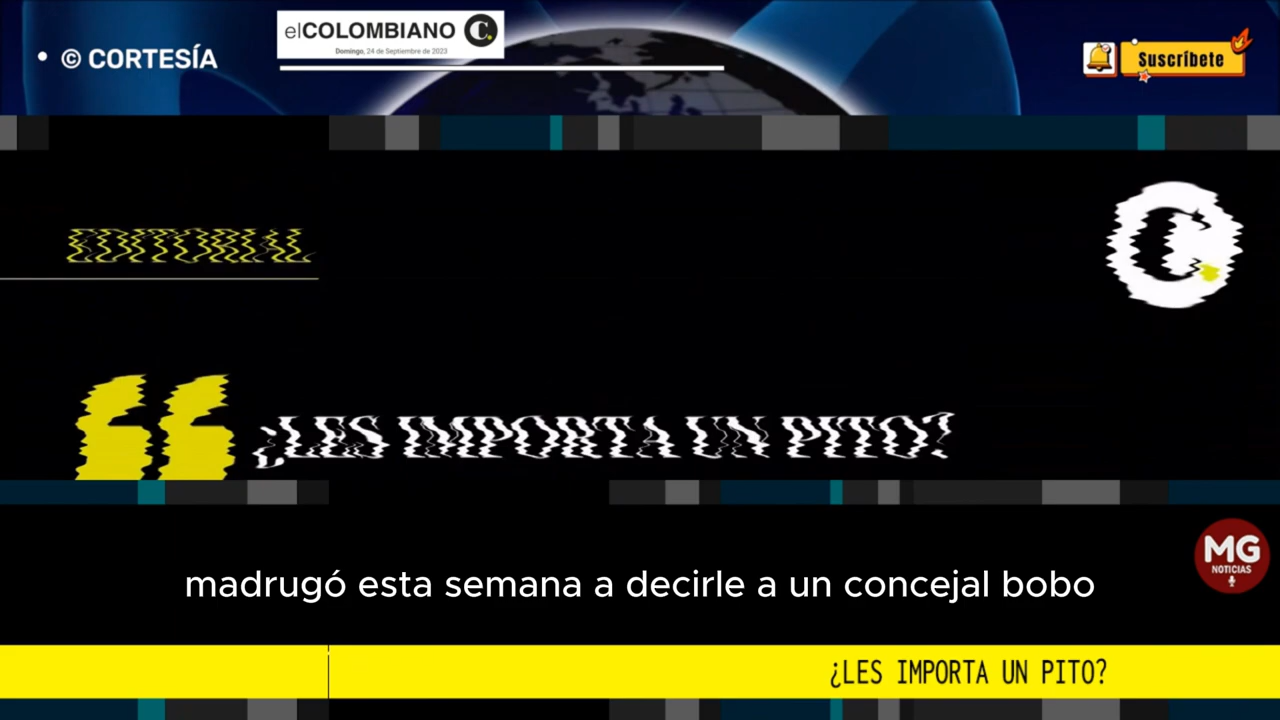 elCOLOMBIANO C.
Domingo, 24 de Septiembre de 2023
• © CORTESÍA
Suscríbete
EDITORIAL
C
¿LES IMPORTA UN PITO?
MG
NOTICIAS
madrugó esta semana a decirle a un concejal bobo
¿LES IMPORTA UN PITO?